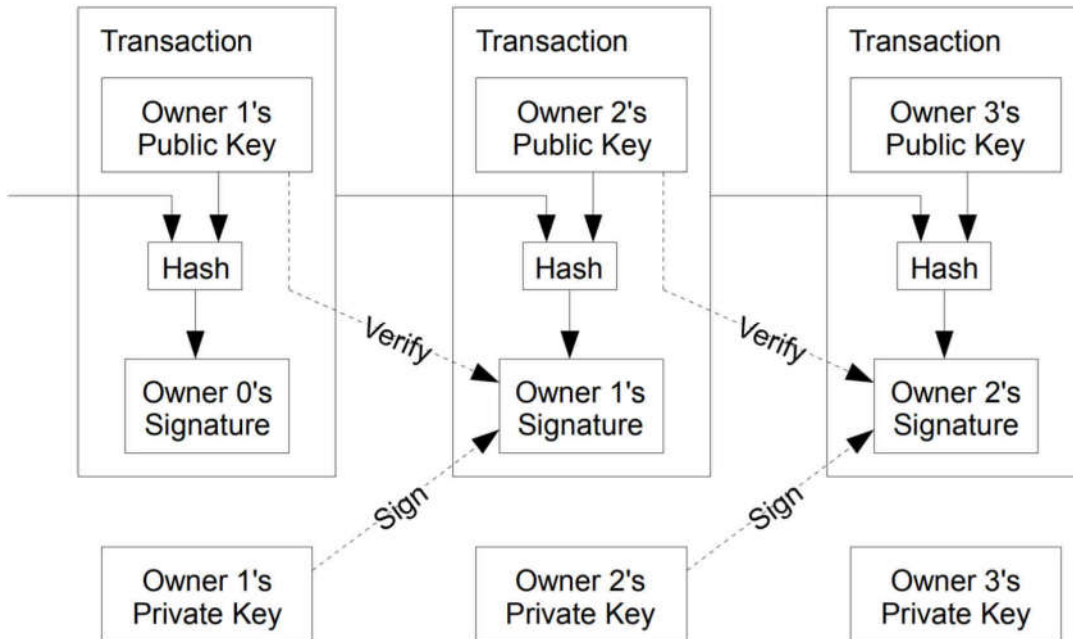 Transaction
Transaction
Transaction
Owner 1's
Public Key
Owner 2's
Public Key
Owner 3's
Public Key
Hash
Hash
Hash
Verify
Verify
Owner 0's
Signature
Owner 1's
Signature
Owner 2's
Signature
Sign
Sign
Owner 1's
Private Key
Owner 2's
Private Key
Owner 3's
Private Key